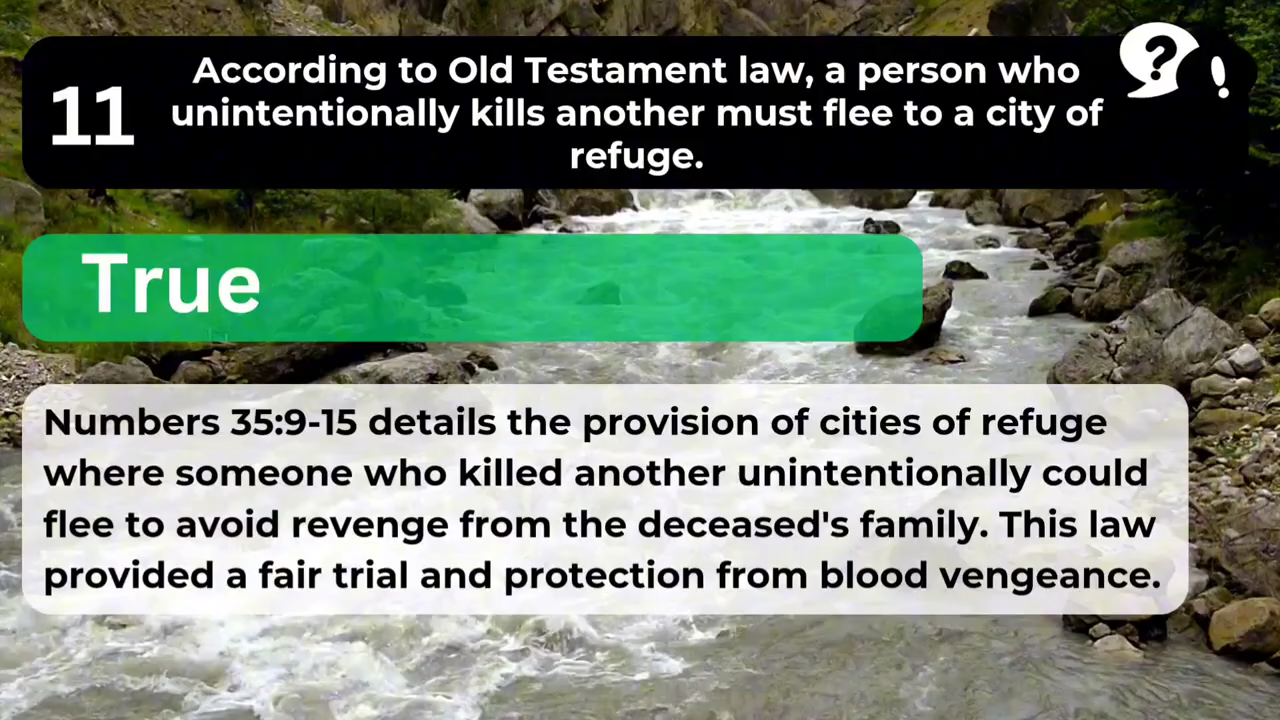 11
According to Old Testament law, a person who
unintentionally kills another must flee to a city of
refuge.
?
!
True
Numbers 35:9-15 details the provision of cities of refuge
where someone who killed another unintentionally could
flee to avoid revenge from the deceased's family. This law
provided a fair trial and protection from blood vengeance.